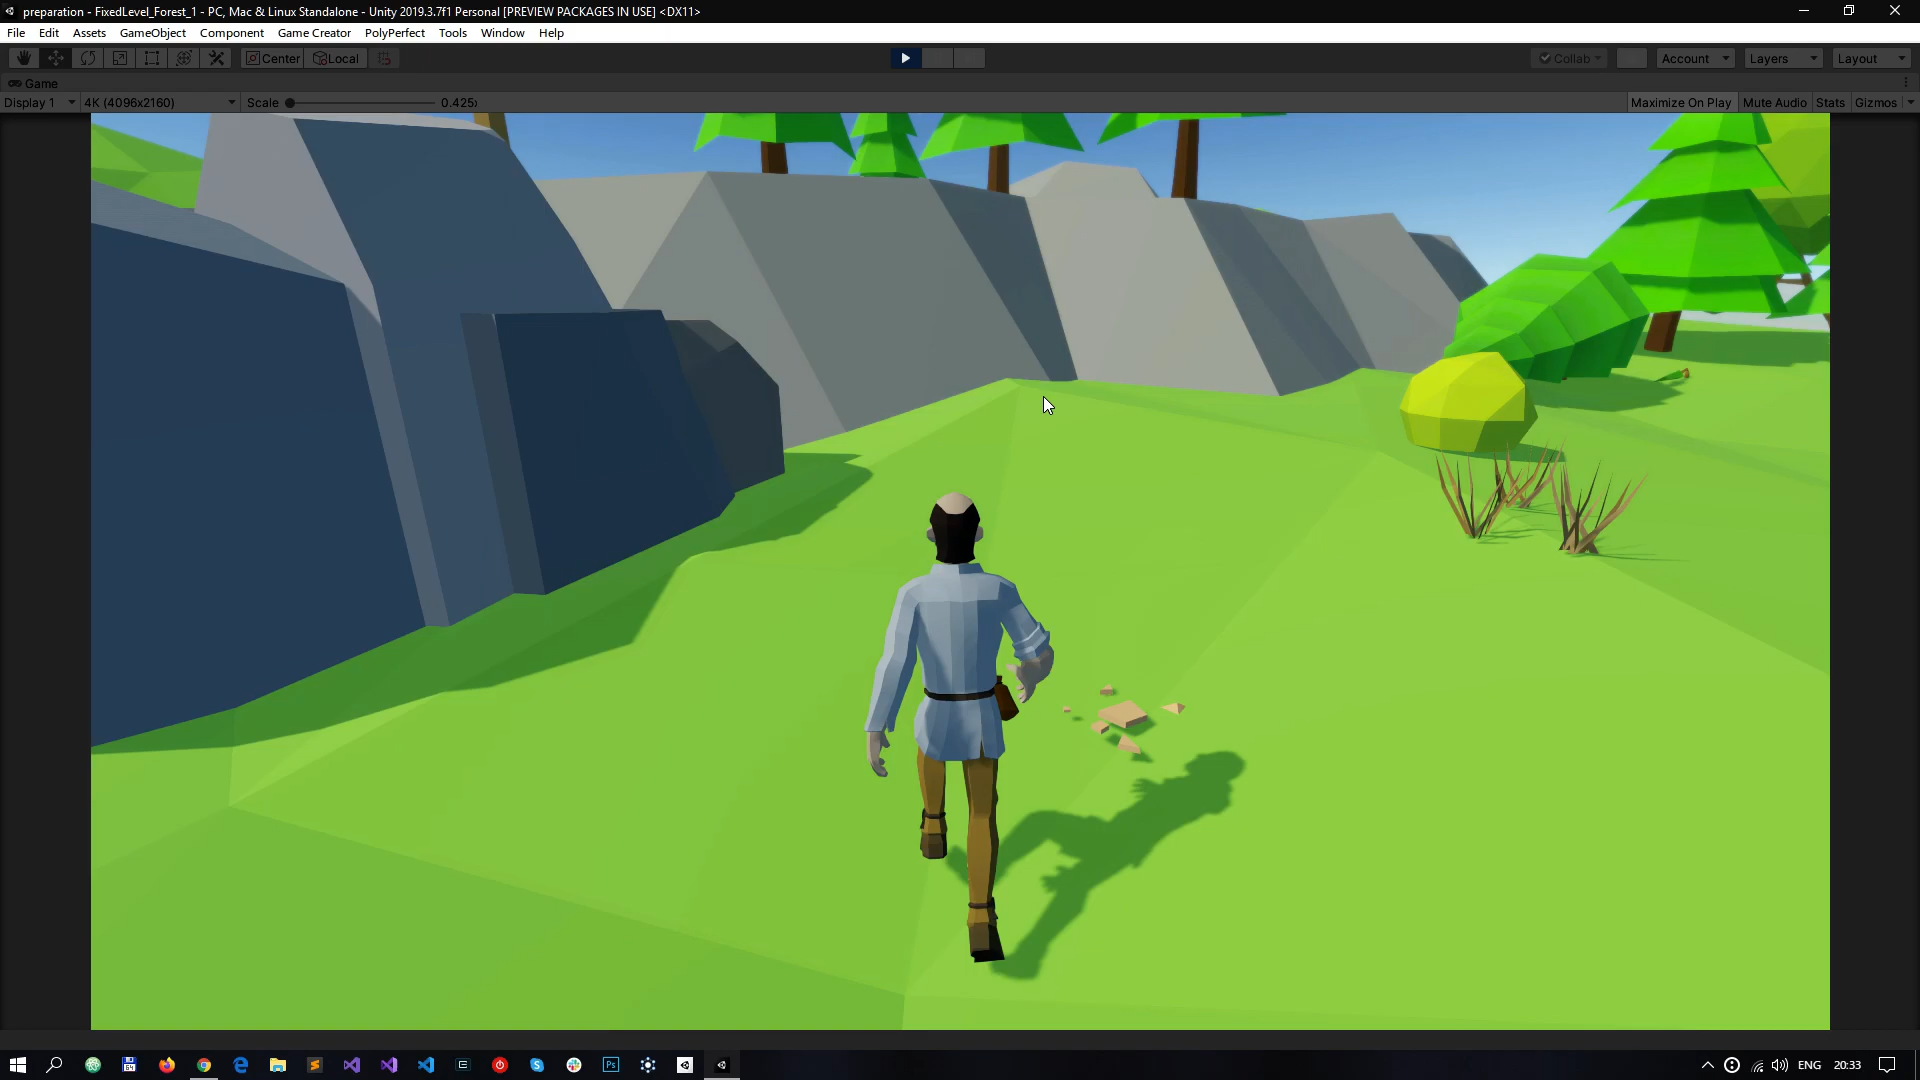 preparation - FixedLevel_Forest_1 - PC, Mac & Linux Standalone - Unity 2019.3.7f1 Personal [PREVIEW PACKAGES IN USE] <DX11>
File Edit Assets GameObject Component Game Creator PolyPerfect Tools Window Help
Center Local Collab Account Layers Layout
Game
Display 1 4K (4096x2160) Scale 0.425x Maximize On Play Mute Audio Stats Gizmos
64 Ps S ENG 20:33